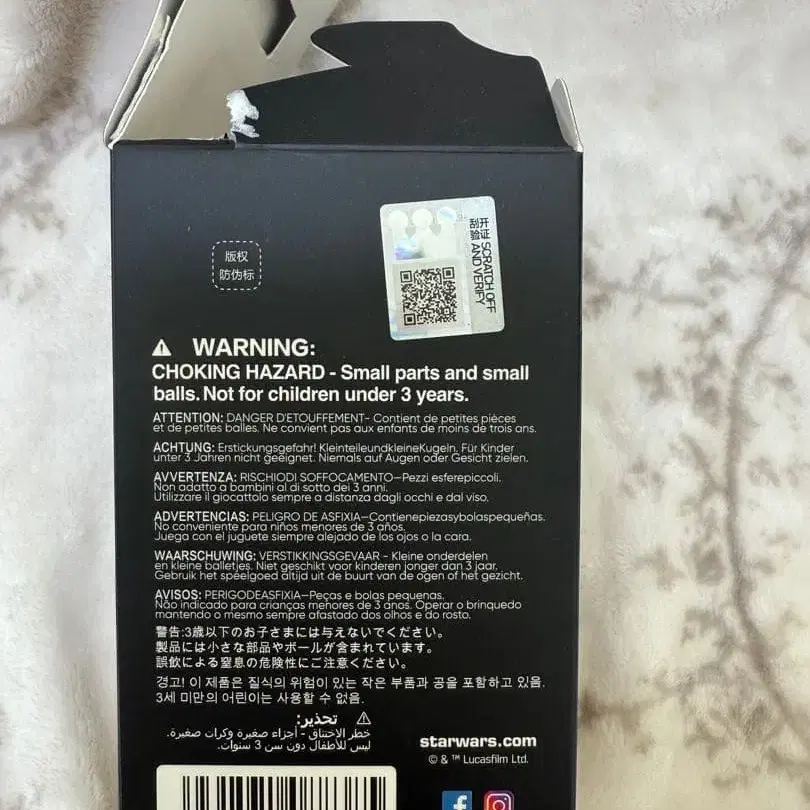 版权
防伪标
开证 SCRATCH OFF
刮验 AND VERIFY
⚠ WARNING:
CHOKING HAZARD - Small parts and small
balls. Not for children under 3 years.
ATTENTION: DANGER D'ETOUFFEMENT- Contient de petites pièces
et de petites balles. Ne convient pas aux enfants de moins de trois ans.
ACHTUNG: Erstickungsgefahr! KleinteileundkleineKugeln. Für Kinder
unter 3 Jahren nicht geeignet. Niemals auf Augen oder Gesicht zielen.
AVVERTENZA: RISCHIODI SOFFOCAMENTO—Pezzi esferepiccoli.
Non adatto a bambini al di sotto dei 3 anni.
Utilizzare il giocattolo sempre a distanza dagli occhi e dal viso.
ADVERTENCIAS: PELIGRO DE ASFIXIA—Contienepiezasybolaspequeñas.
No conveniente para niños menores de 3 años.
Juega con el juguete siempre alejado de los ojos o la cara.
WAARSCHUWING: VERSTIKKINGSGEVAAR - Kleine onderdelen
en kleine balletjes. Niet geschikt voor kinderen jonger dan 3 jaar.
Gebruik het speelgoed altijd uit de buurt van de ogen of het gezicht.
AVISOS: PERIGODEASFIXIA—Peças e bolas pequenas.
Não indicado para crianças menores de 3 anos. Operar o brinquedo
mantendo o mesmo sempre afastado dos olhos e do rosto.
警告:3歳以下のお子さまには与えないでください。
製品には小さな部品やボールが含まれています。
誤飲による窒息の危険性にご注意ください。
경고! 이 제품은 질식의 위험이 있는 작은 부품과 공을 포함하고 있음.
3세 미만의 어린이는 사용할 수 없음.
⚠ تحذير:
خطر الاختناق - أجزاء صغيرة وكرات صغيرة.
ليس للأطفال دون سن 3 سنوات.
starwars.com
© & ™ Lucasfilm Ltd.